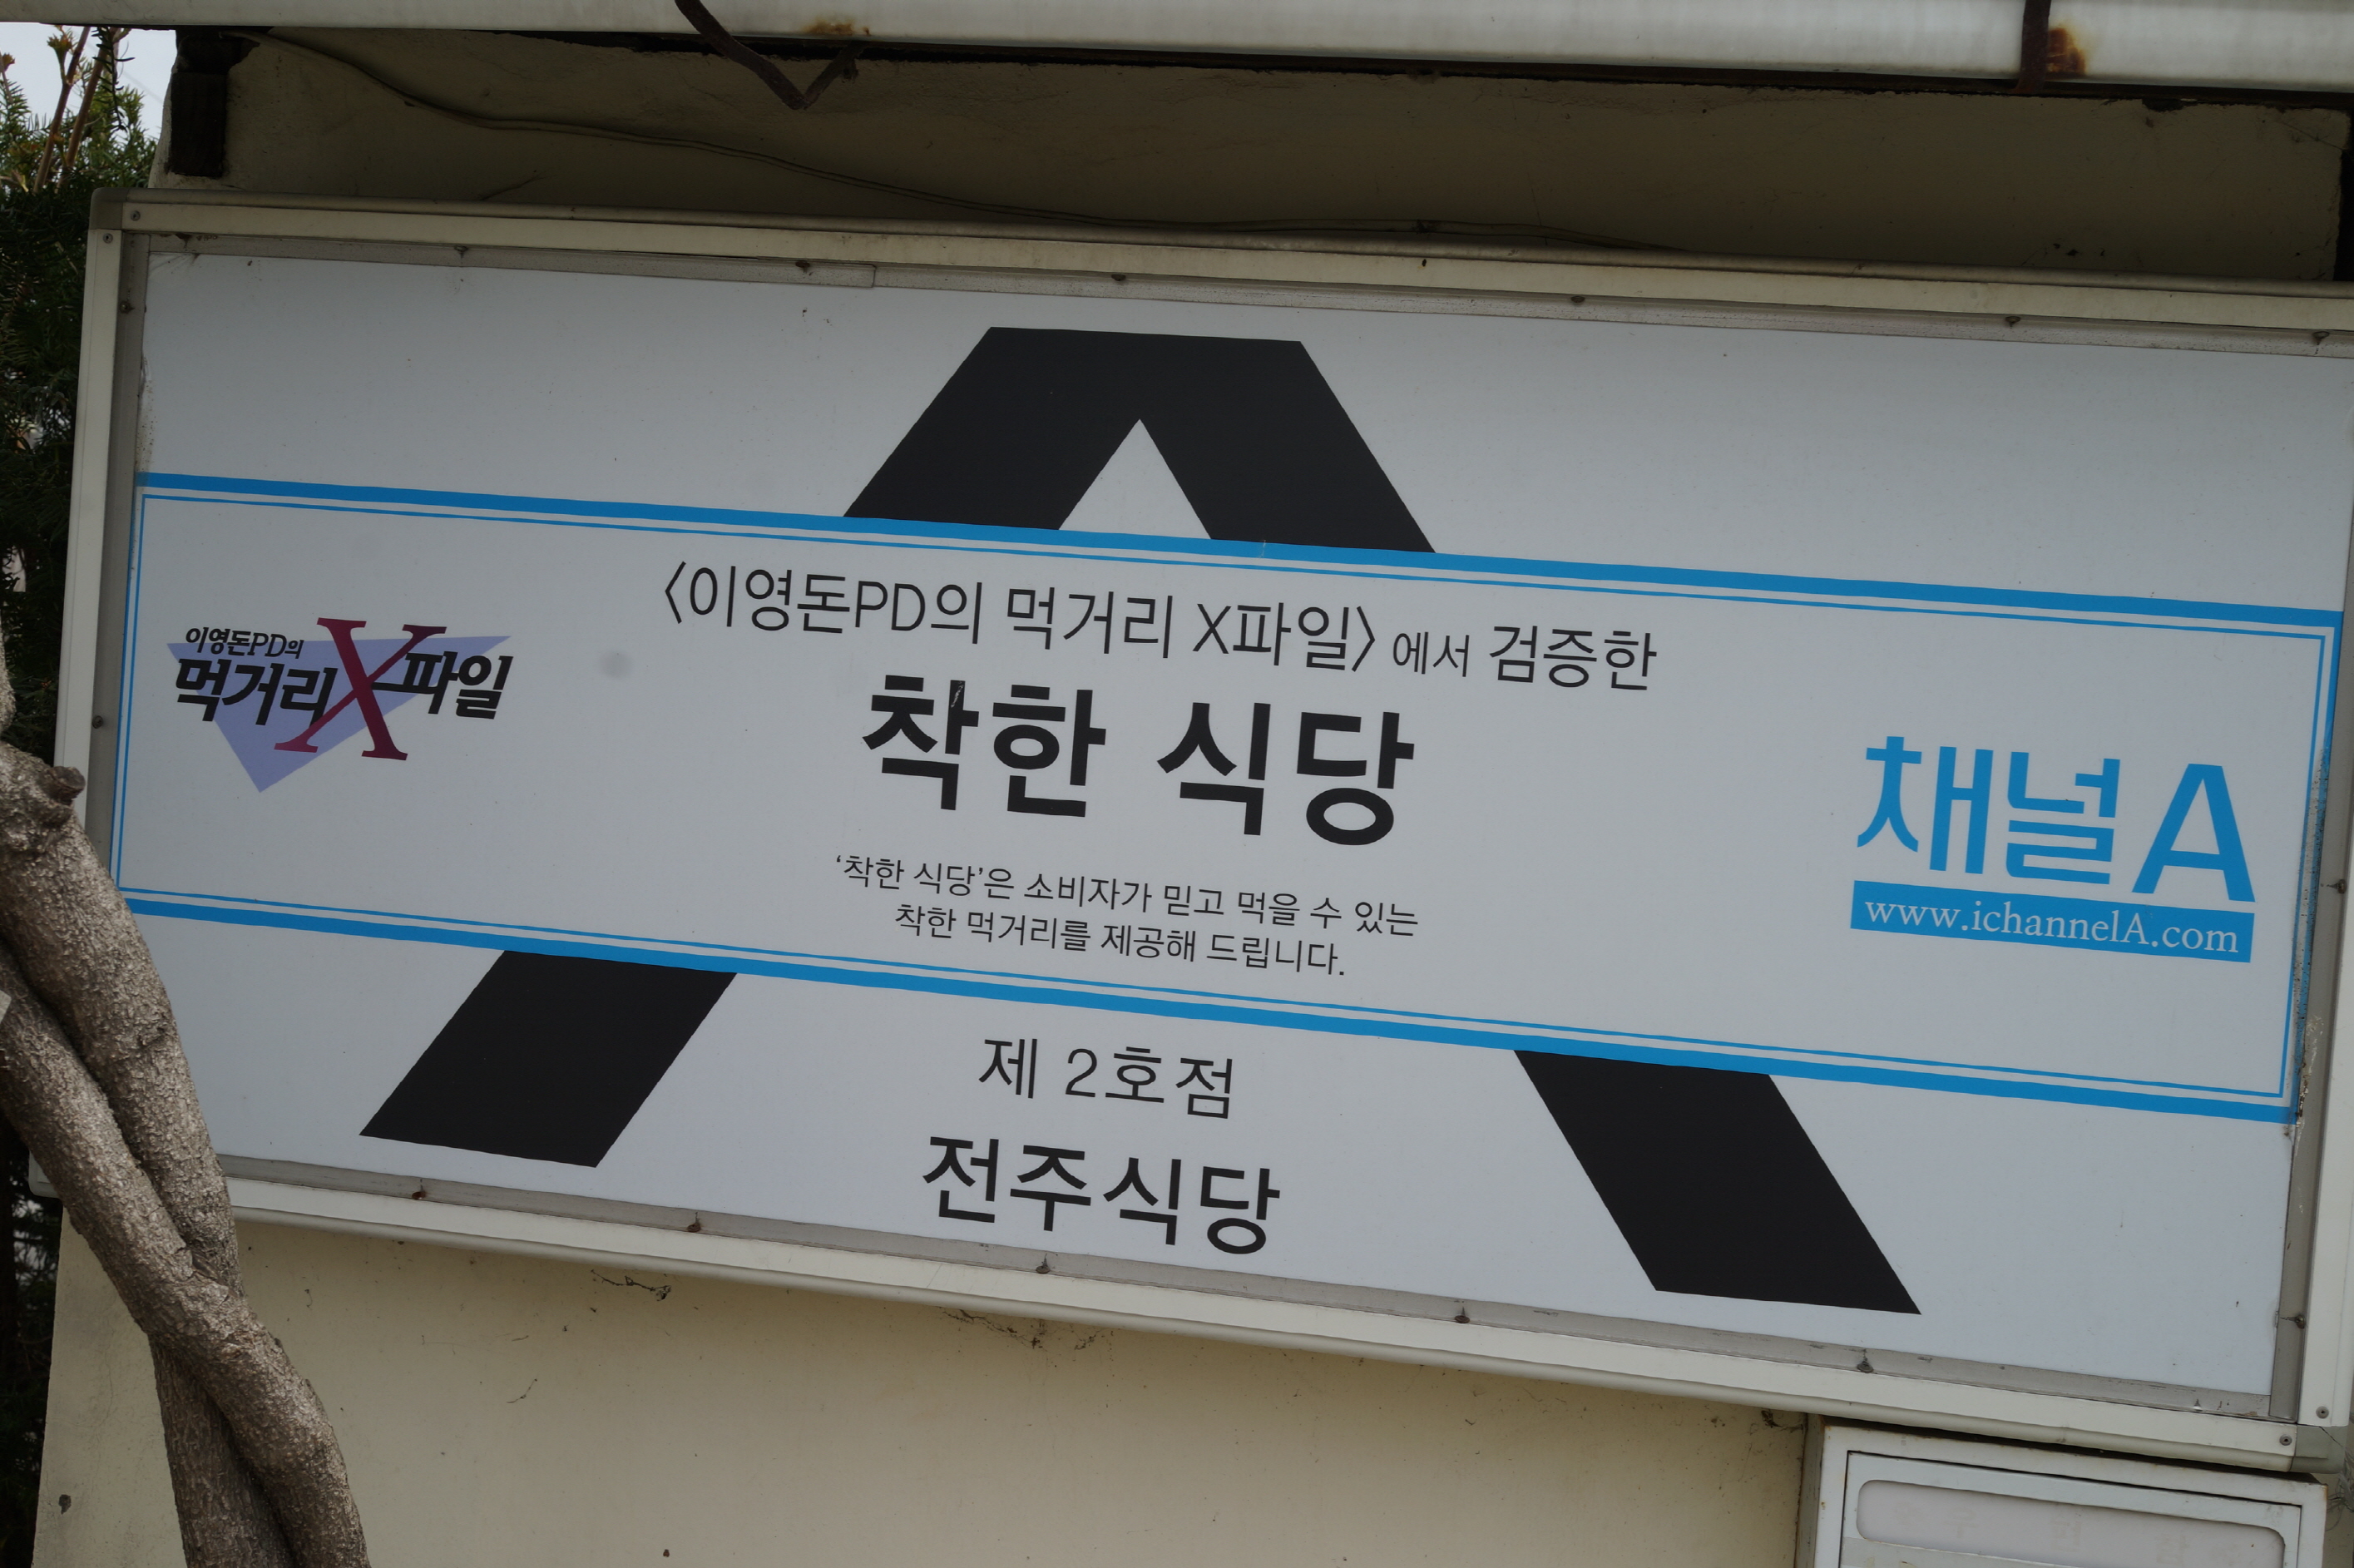 이영돈PD의
먹거리X파일
〈이영돈PD의 먹거리 X파일〉에서 검증한
착한 식당
'착한 식당'은 소비자가 믿고 먹을 수 있는
착한 먹거리를 제공해 드립니다.
채널A
www.ichannelA.com
제 2호점
전주식당